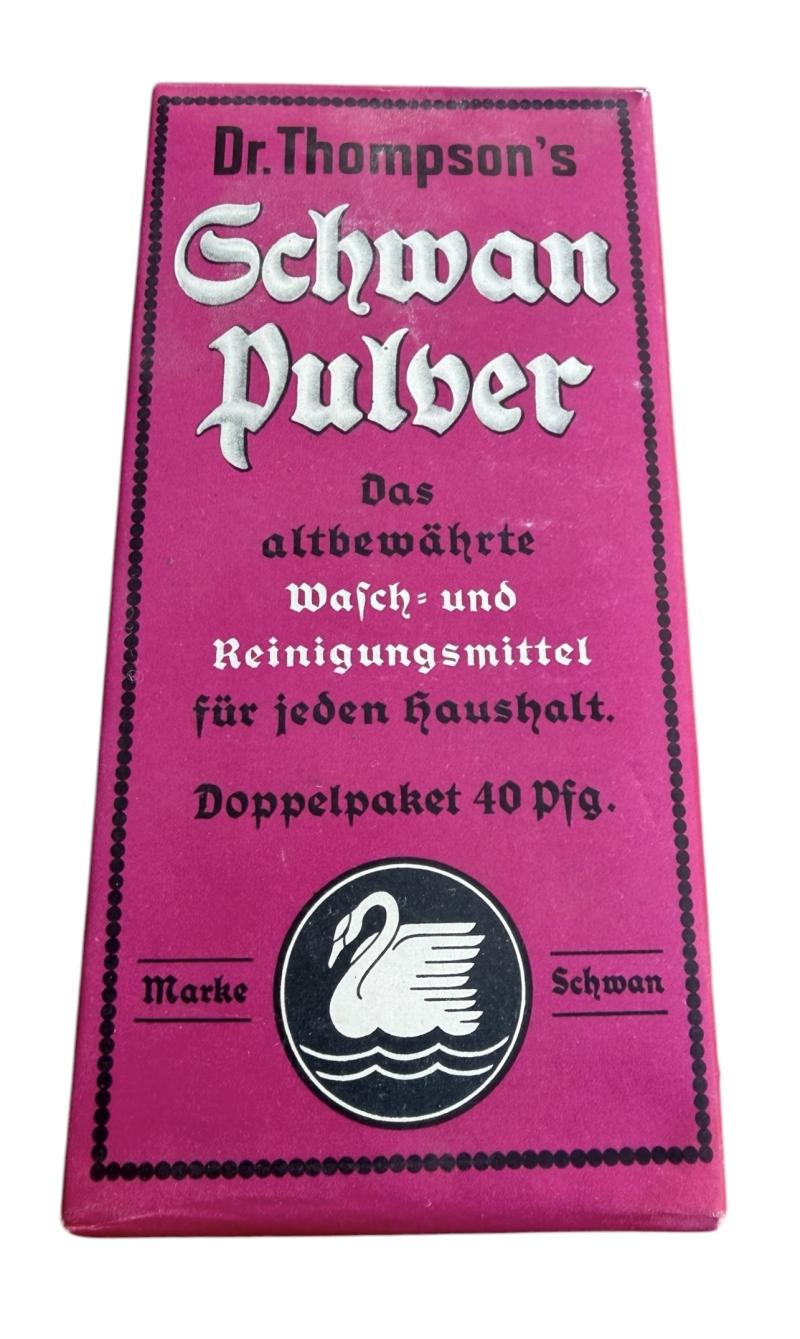 Dr. Thompson's
Schwan
Pulver
Das
altbewährte
Waſch- und
Reinigungsmittel
für jeden Haushalt.
Doppelpaket 40 Pfg.
Marke
Schwan